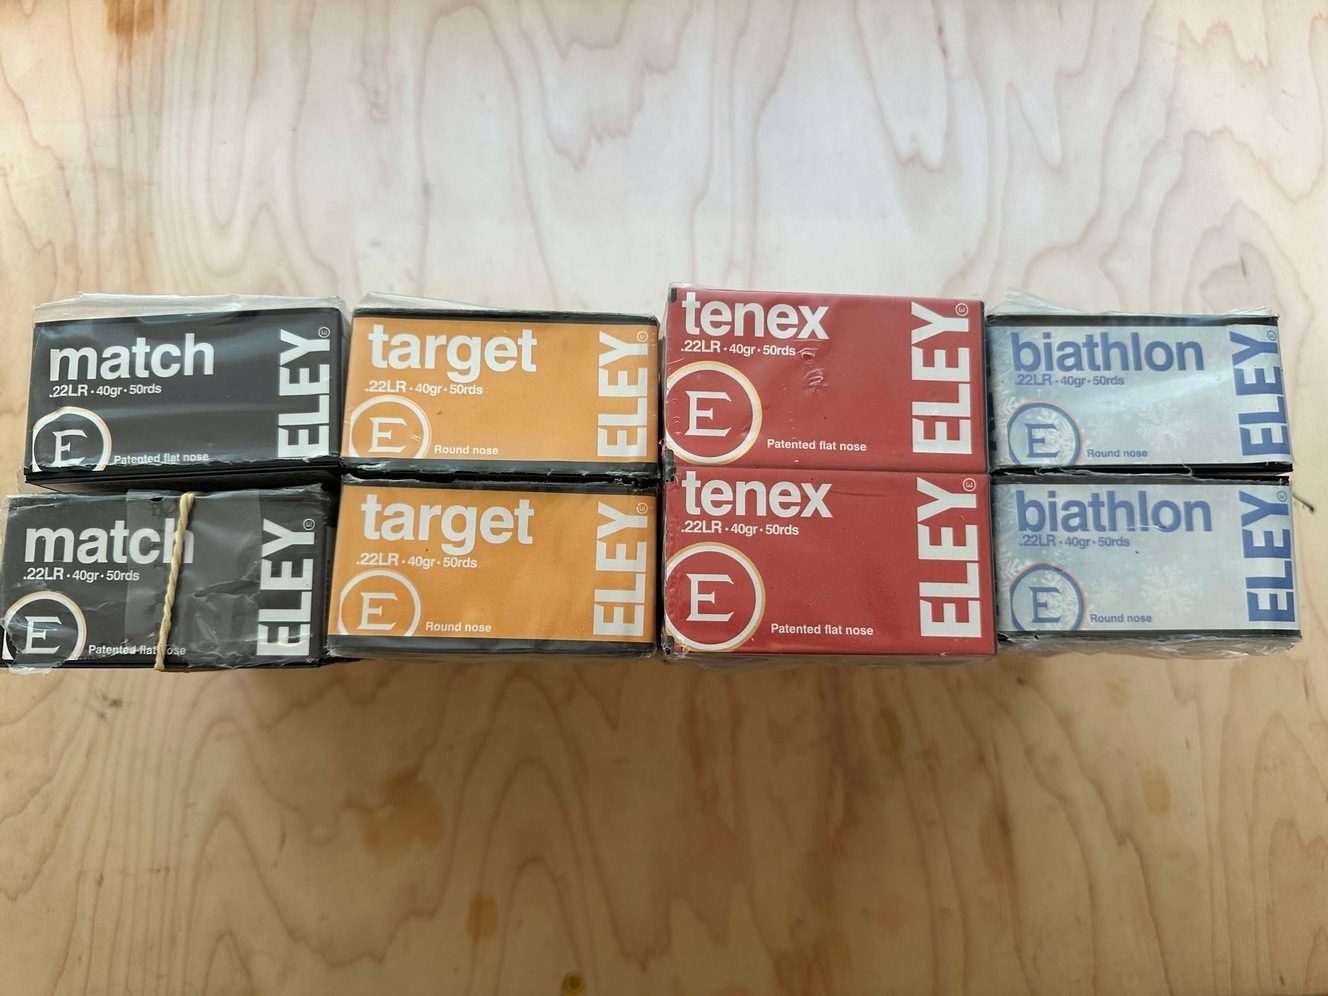 match
.22LR · 40gr · 50rds
E
Patented flat nose
ELEY
target
.22LR · 40gr · 50rds
E
Round nose
ELEY
tenex
.22LR · 40gr · 50rds
E
Patented flat nose
ELEY
biathlon
.22LR · 40gr · 50rds
E
Round nose
ELEY
match
.22LR · 40gr · 50rds
E
Patented flat nose
ELEY
target
.22LR · 40gr · 50rds
E
Round nose
ELEY
tenex
.22LR · 40gr · 50rds
E
Patented flat nose
ELEY
biathlon
.22LR · 40gr · 50rds
E
Round nose
ELEY